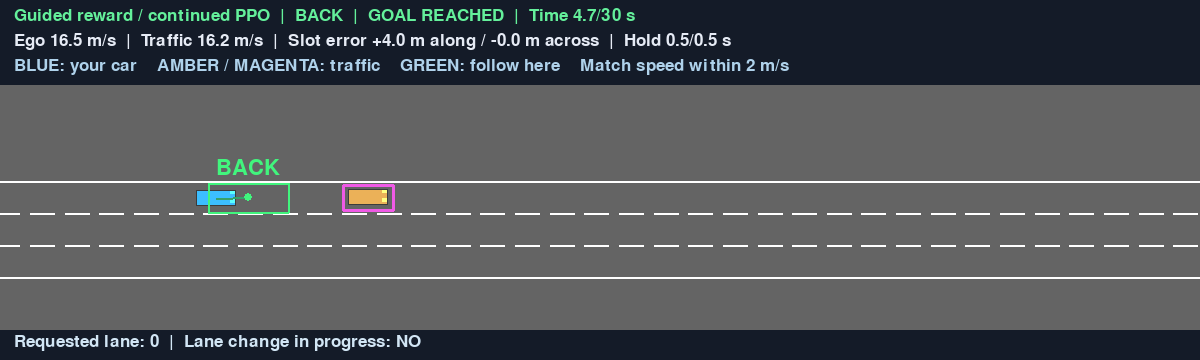 Guided reward / continued PPO | BACK | GOAL REACHED | Time 4.7/30 s
Ego 16.5 m/s | Traffic 16.2 m/s | Slot error +4.0 m along / -0.0 m across | Hold 0.5/0.5 s
BLUE: your car AMBER / MAGENTA: traffic GREEN: follow here Match speed within 2 m/s
BACK
Requested lane: 0 | Lane change in progress: NO